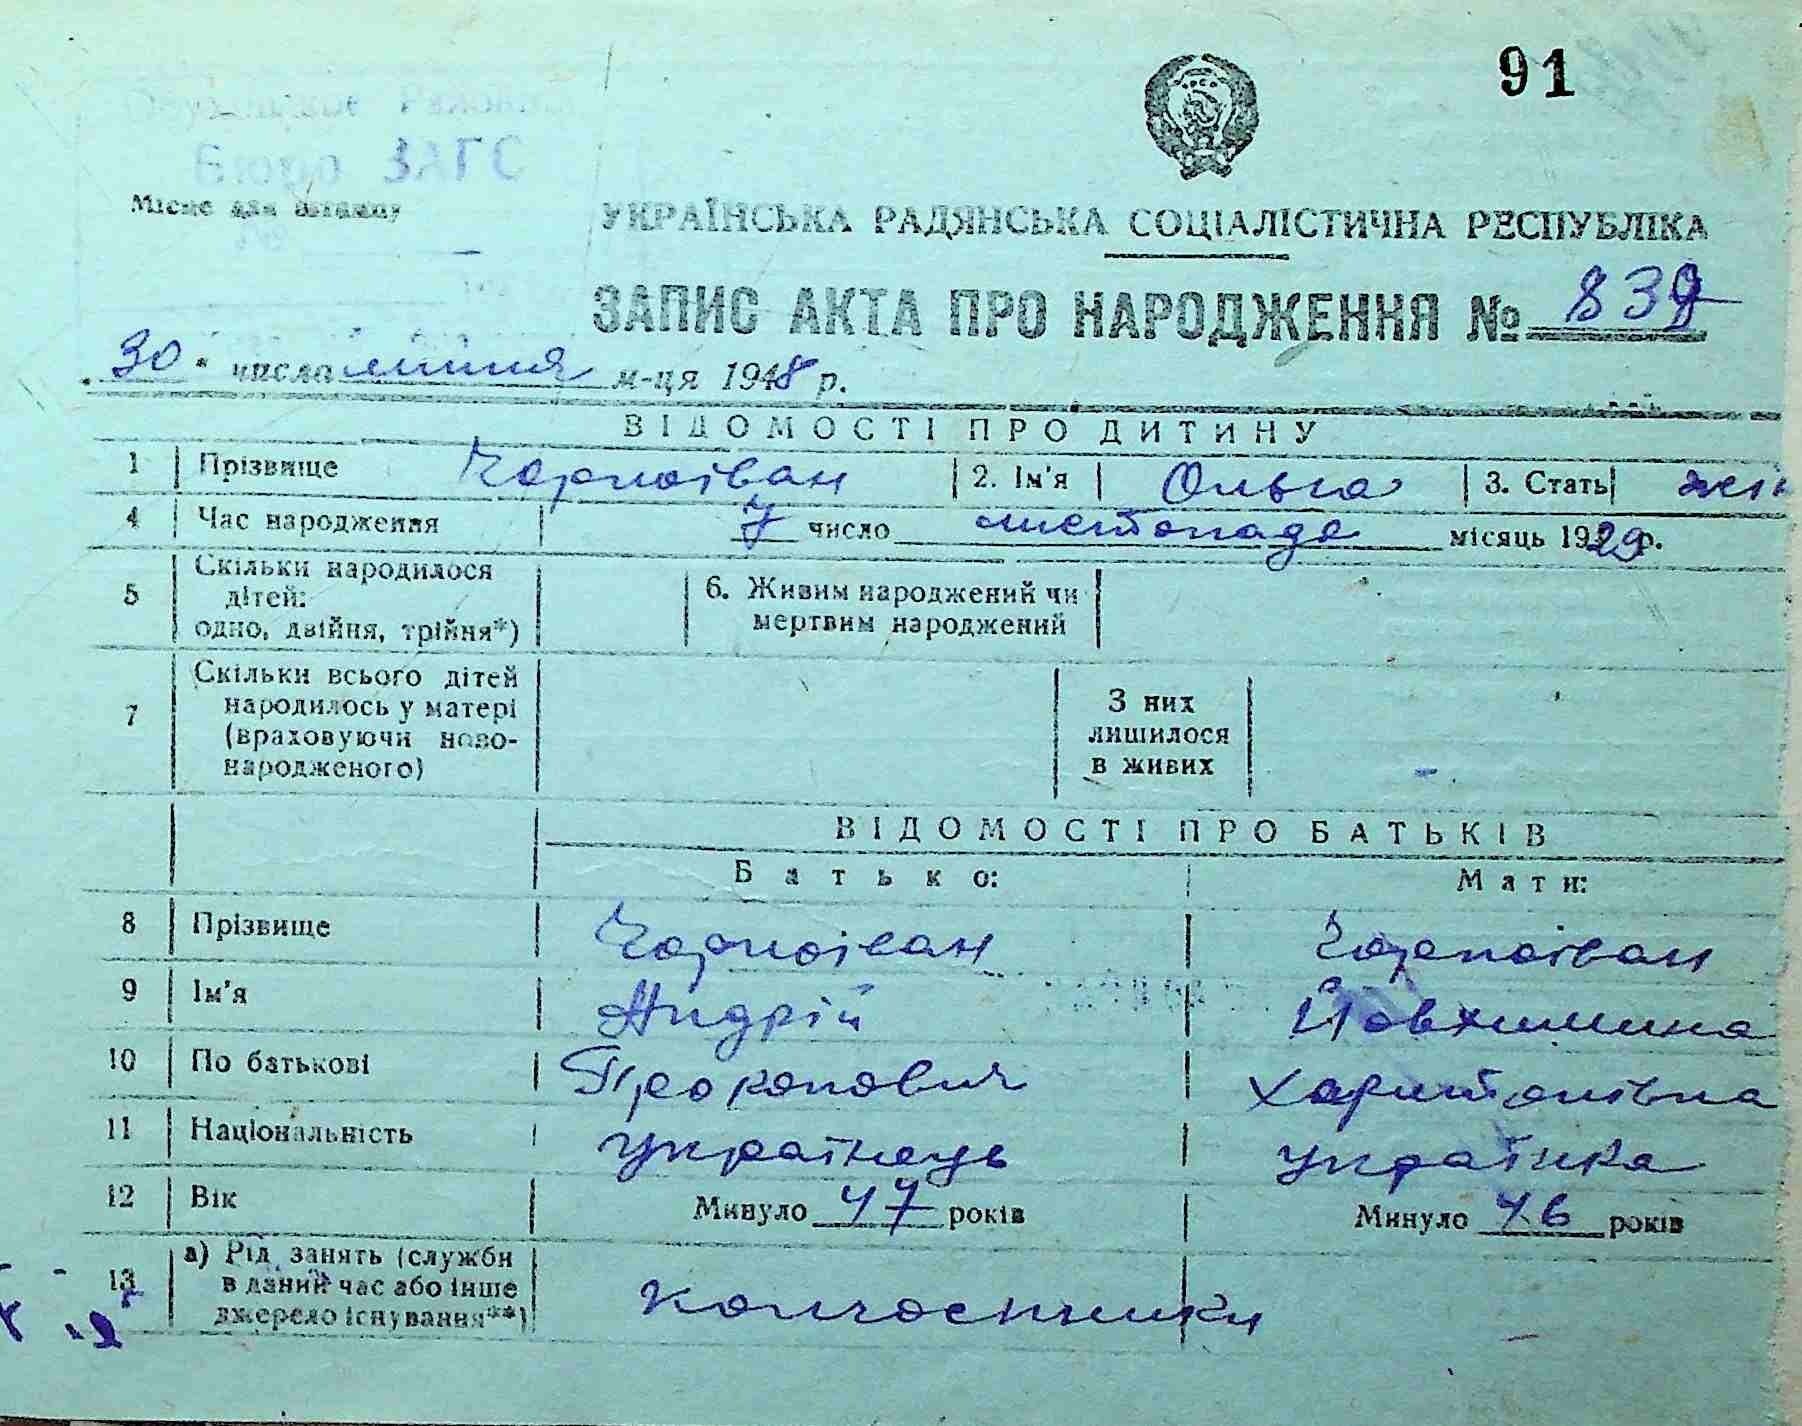 91
Бюро ЗАГС
Місце для штампу
УКРАЇНСЬКА РАДЯНСЬКА СОЦІАЛІСТИЧНА РЕСПУБЛІКА
ЗАПИС АКТА ПРО НАРОДЖЕННЯ № 839
"30" числа липня м-ця 1948 р.
ВІДОМОСТІ ПРО ДИТИНУ
1 Прізвище Чорноіван 2. Ім'я Ольга 3. Стать жін
4 Час народження 7 число листопада місяць 1929 р.
5 Скільки народилося дітей: одно, двійня, трійня*) 6. Живим народжений чи мертвим народжений
7 Скільки всього дітей народилось у матері (враховуючи ново-народженого) З них лишилося в живих
ВІДОМОСТІ ПРО БАТЬКІВ
Батько: Мати:
8 Прізвище Чорноіван Чорноіван
9 Ім'я Андрій Йовхимина
10 По батькові Прокопович Харитонівна
11 Національність українець українка
12 Вік Минуло 47 років Минуло 46 років
13 а) Рід занять (служби в даний час або інше джерело існування**) колгоспники